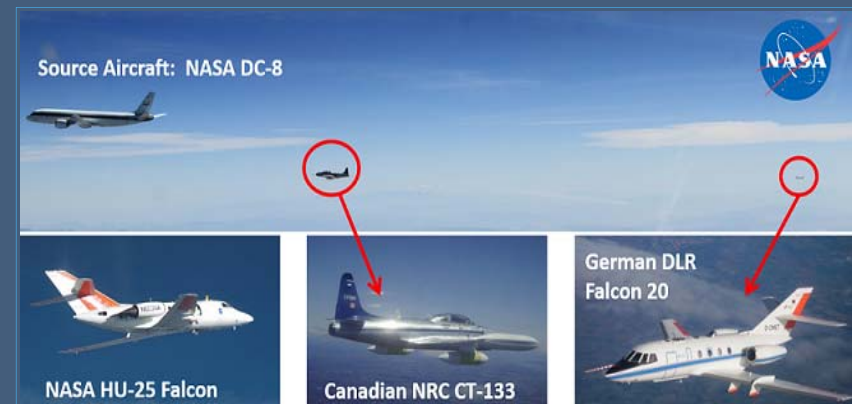 Source Aircraft: NASA DC-8
NASA
NASA HU-25 Falcon
Canadian NRC CT-133
German DLR
Falcon 20